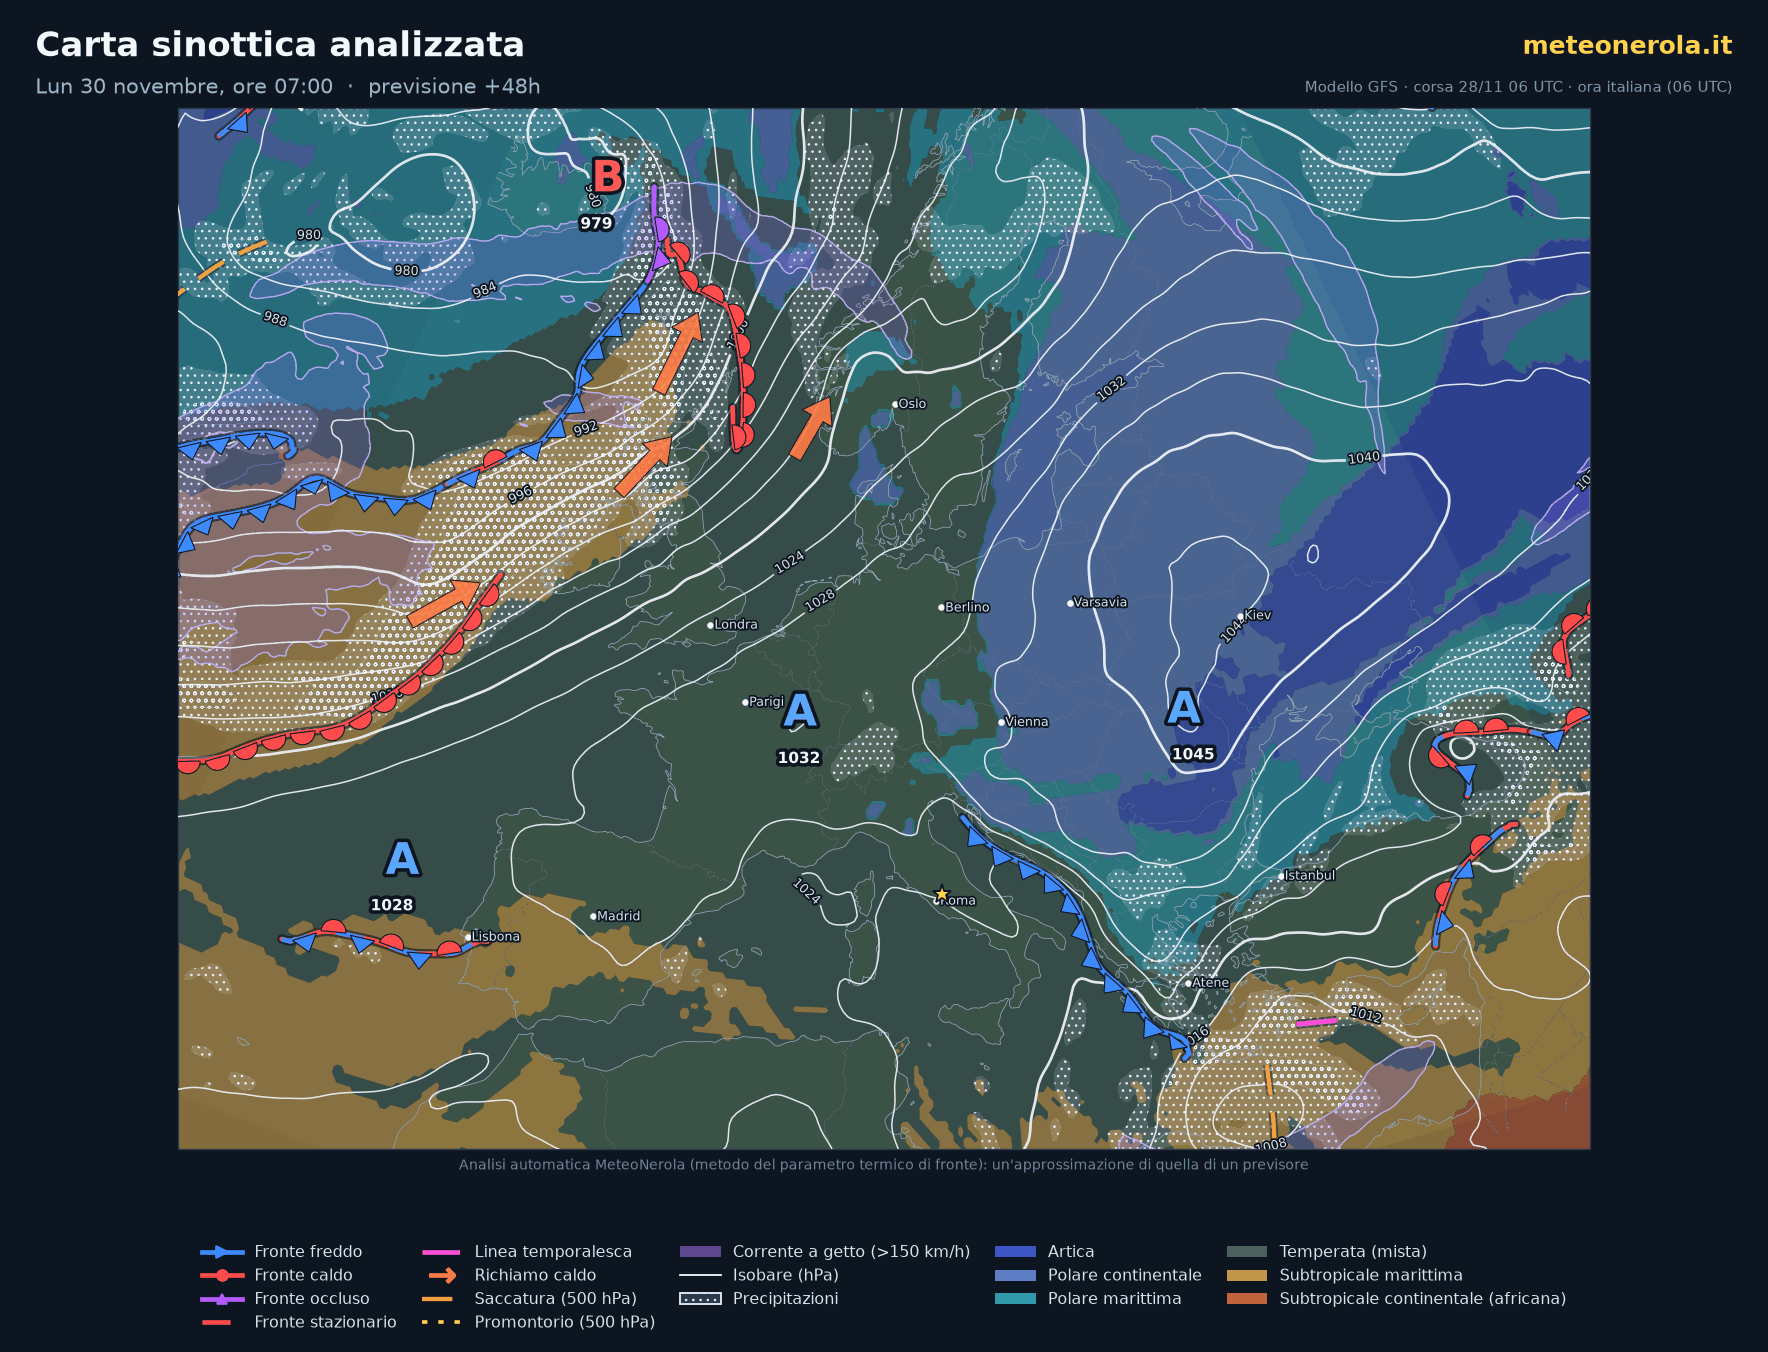 Carta sinottica analizzata
meteonerola.it
Lun 30 novembre, ore 07:00 · previsione +48h
Modello GFS · corsa 28/11 06 UTC · ora italiana (06 UTC)
B
979
980
980
980
984
988
992
996
1032
1040
Oslo
1024
1028
Berlino
Varsavia
Kiev
Londra
Parigi
A
1032
Vienna
A
1045
A
1028
1024
Roma
Istanbul
Madrid
Lisbona
Atene
1012
1008
Analisi automatica MeteoNerola (metodo del parametro termico di fronte): un'approssimazione di quella di un previsore
Fronte freddo
Fronte caldo
Fronte occluso
Fronte stazionario
Linea temporalesca
Richiamo caldo
Saccatura (500 hPa)
Promontorio (500 hPa)
Corrente a getto (>150 km/h)
Isobare (hPa)
Precipitazioni
Artica
Polare continentale
Polare marittima
Temperata (mista)
Subtropicale marittima
Subtropicale continentale (africana)